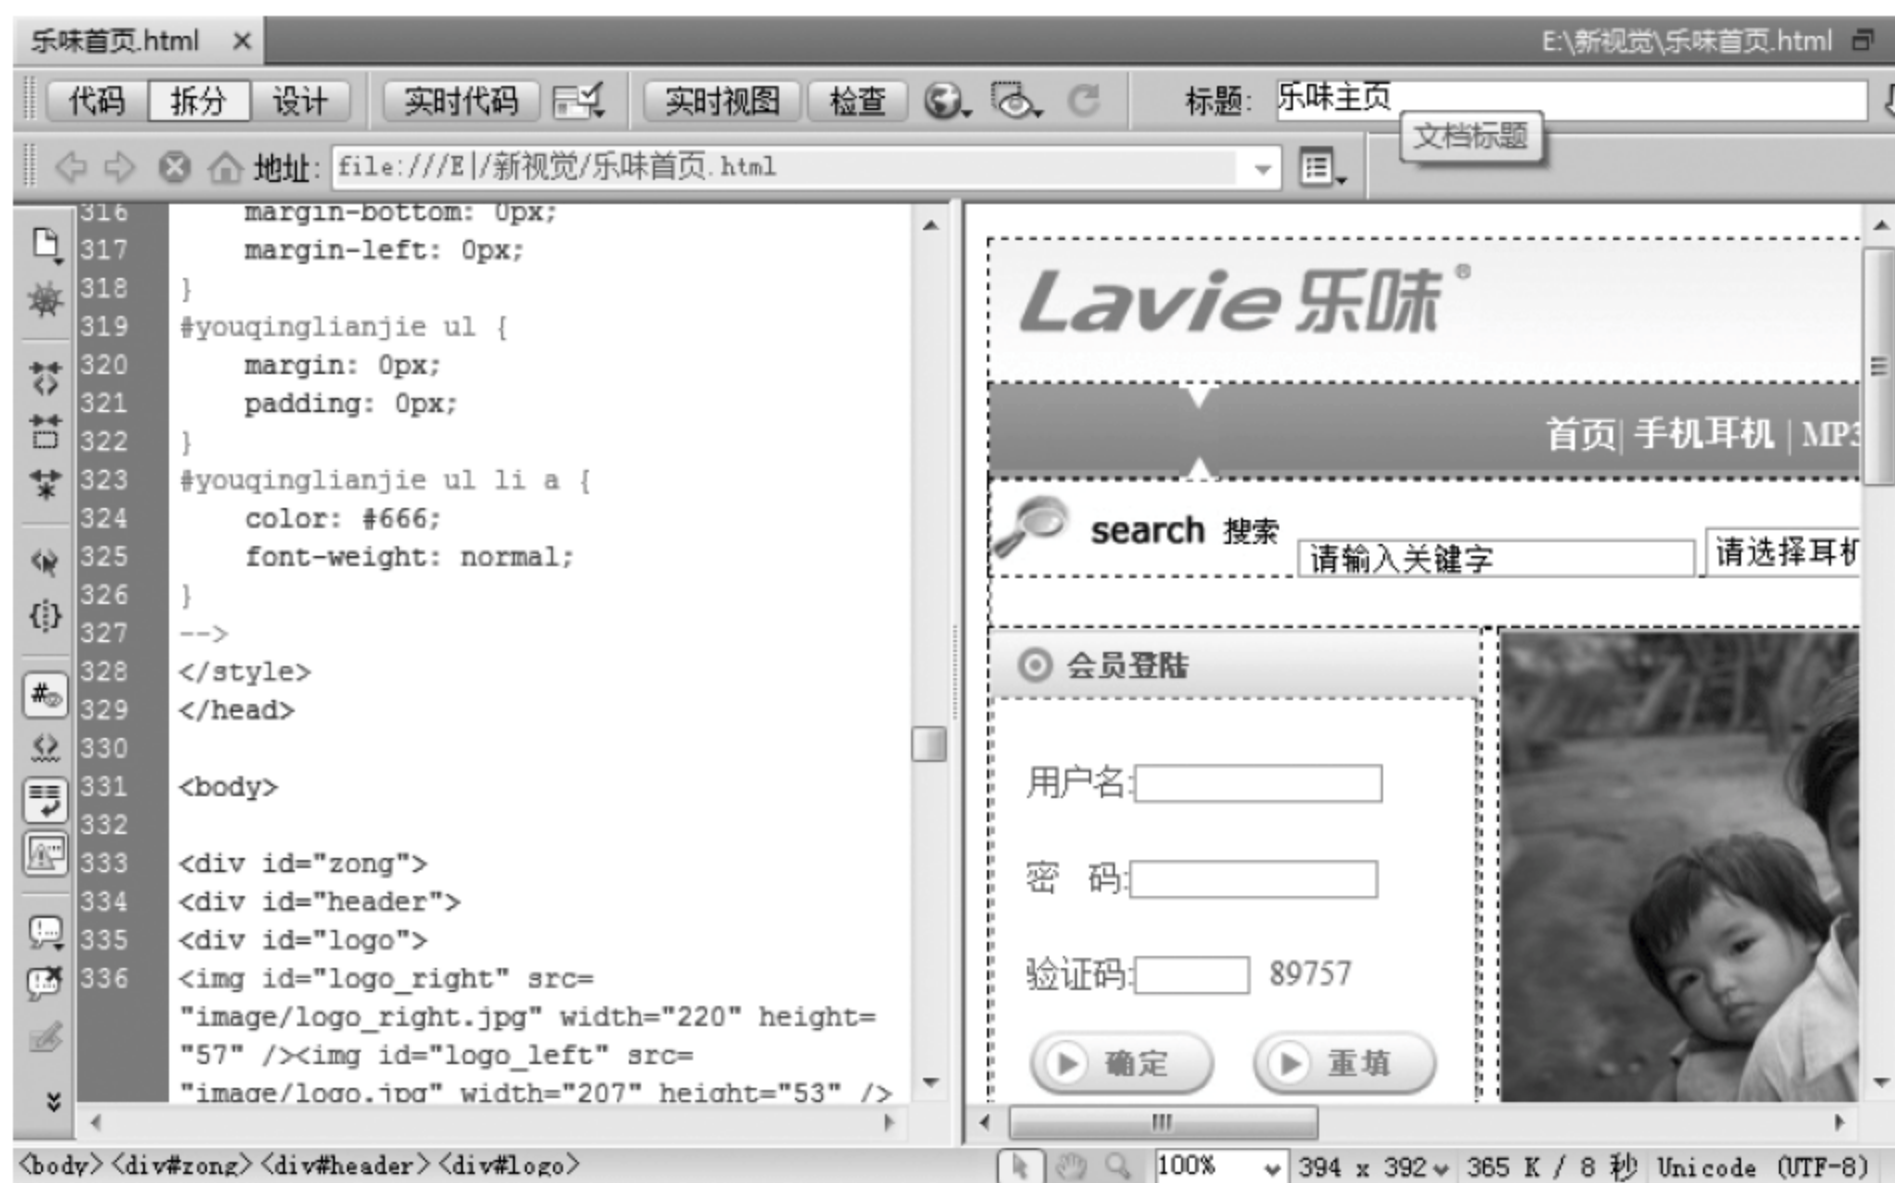 乐味首页.html ×
E:\新视觉\乐味首页.html
代码 拆分 设计 实时代码 实时视图 检查 标题: 乐味主页
文档标题
地址: file:///E|/新视觉/乐味首页.html
316 margin-bottom: 0px;
317 margin-left: 0px;
318 }
319 #youqinglianjie ul {
320 margin: 0px;
321 padding: 0px;
322 }
323 #youqinglianjie ul li a {
324 color: #666;
325 font-weight: normal;
326 }
327 -->
328 </style>
329 </head>
330
331 <body>
332
333 <div id="zong">
334 <div id="header">
335 <div id="logo">
336 <img id="logo_right" src=
"image/logo_right.jpg" width="220" height=
"57" /><img id="logo_left" src=
"image/logo.jpg" width="207" height="53" />
Lavie 乐味®
首页| 手机耳机 | MP3
search 搜索 请输入关键字 请选择耳机
会员登陆
用户名:
密 码:
验证码: 89757
确定 重填
<body> <div#zong> <div#header> <div#logo>
100% 394 x 392 365 K / 8 秒 Unicode (UTF-8)